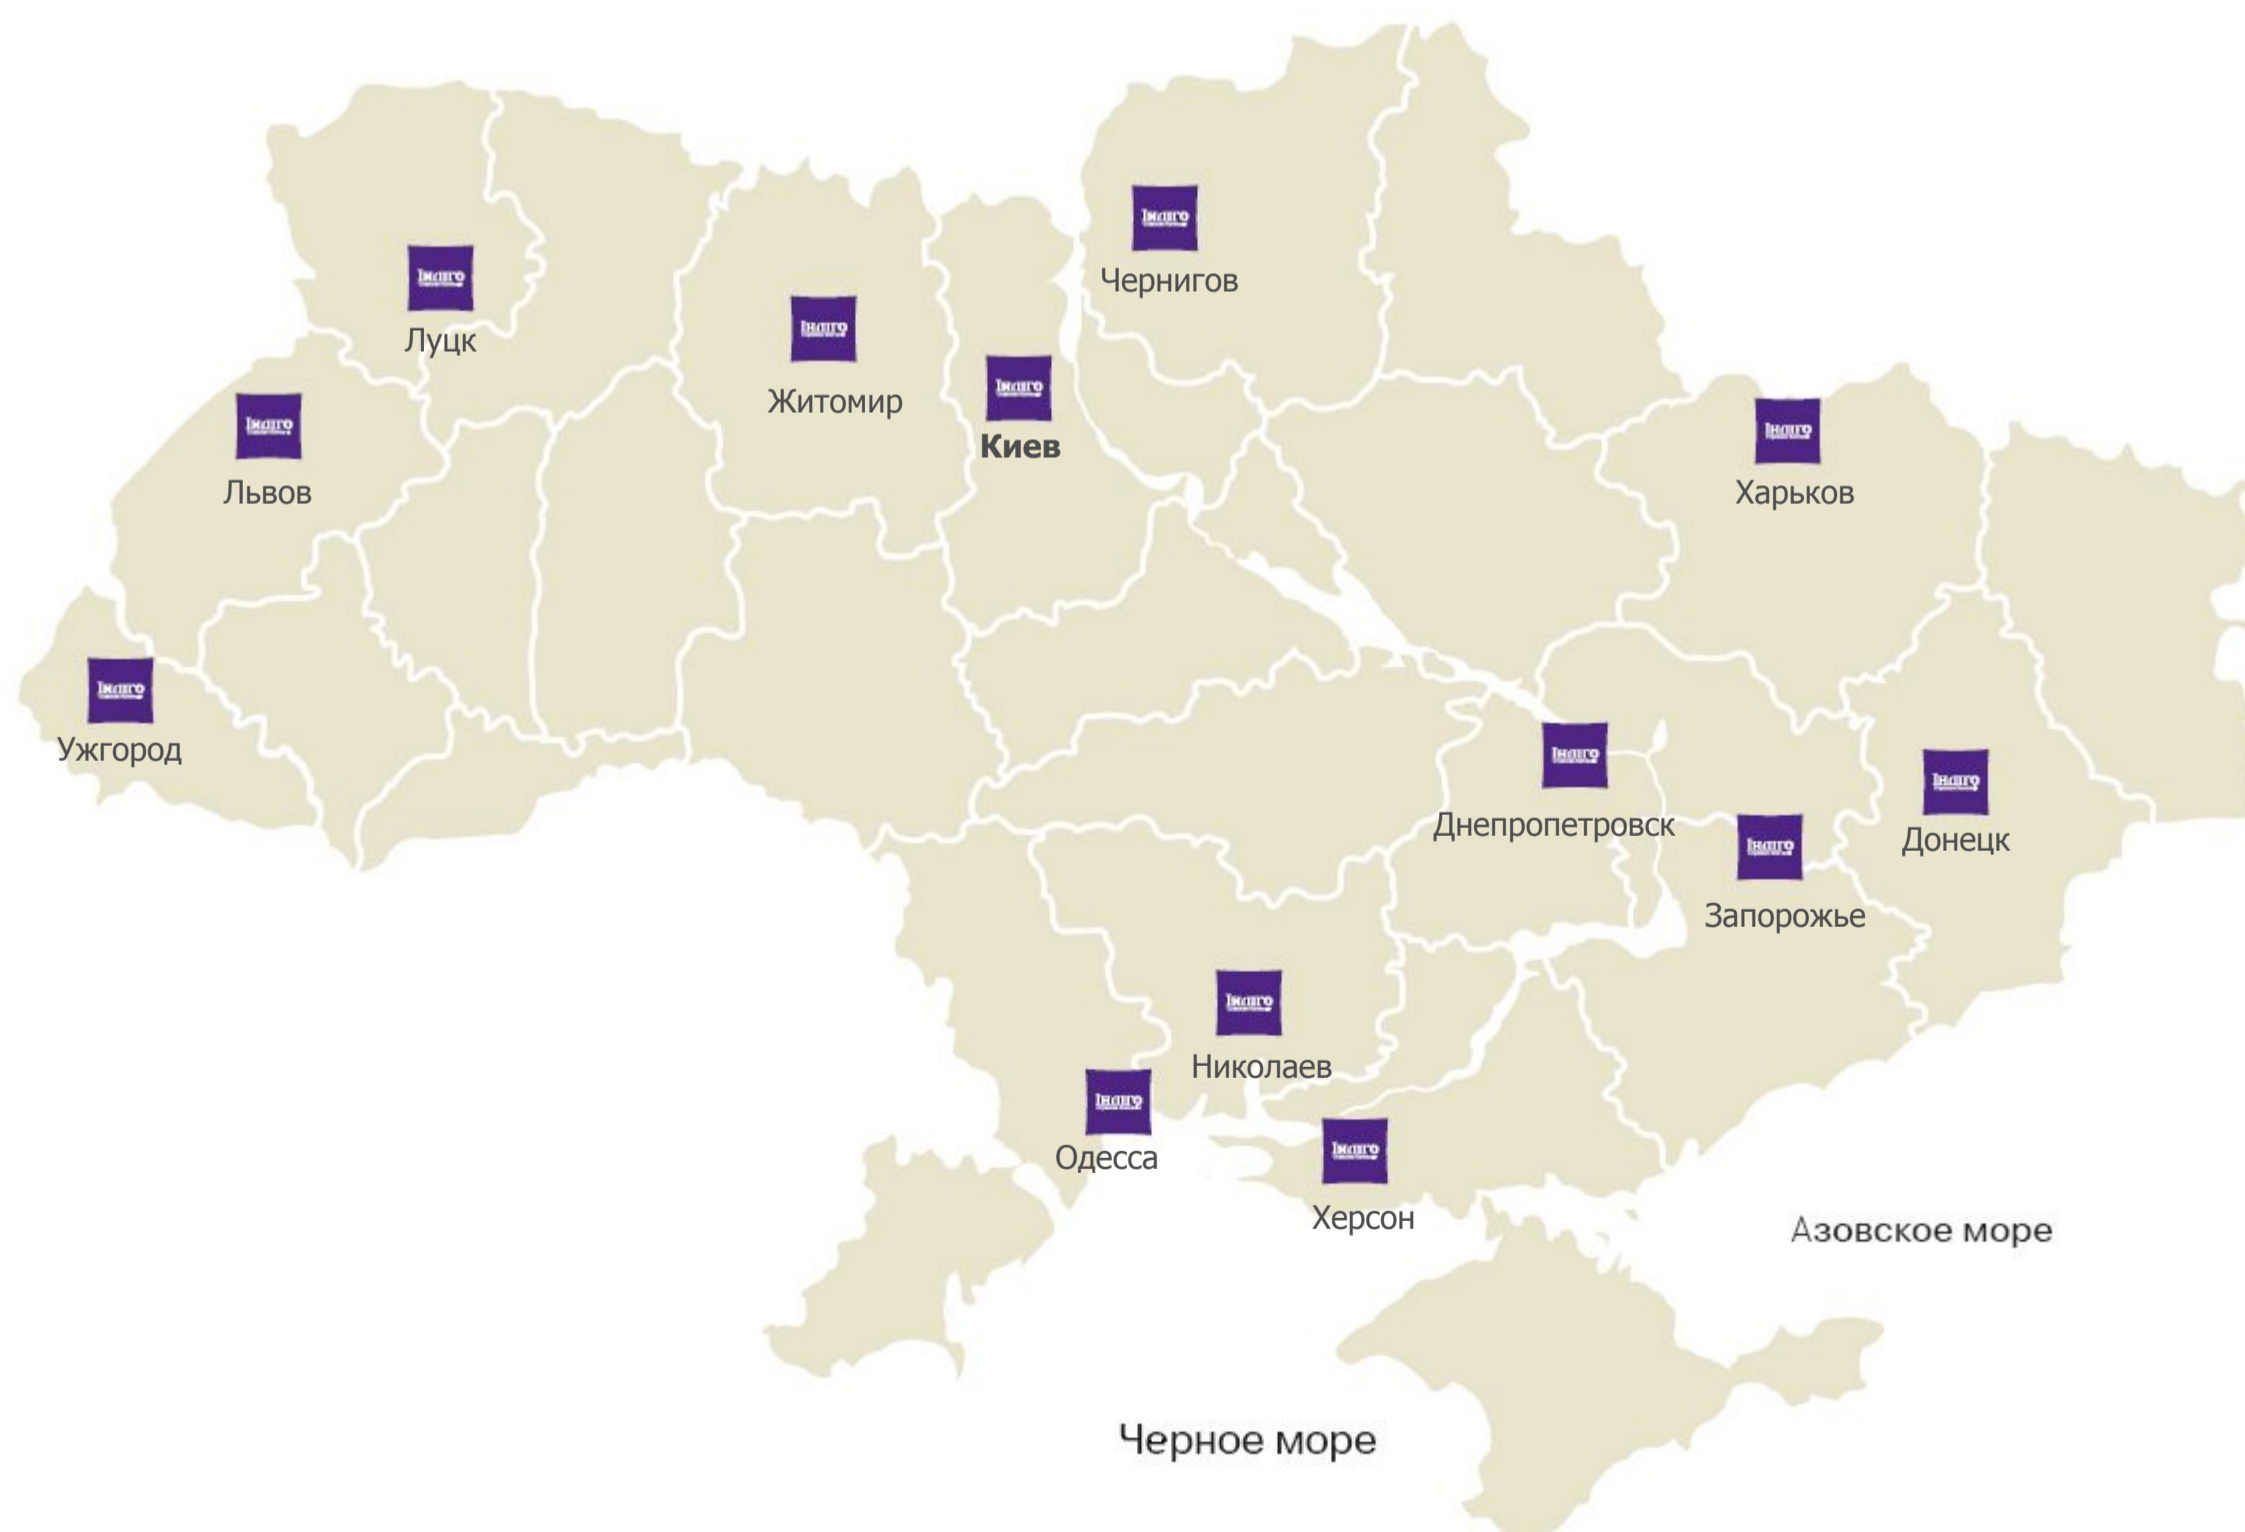 Чернигов
Луцк
Житомир
Киев
Львов
Харьков
Ужгород
Днепропетровск
Донецк
Запорожье
Николаев
Одесса
Херсон
Азовское море
Черное море